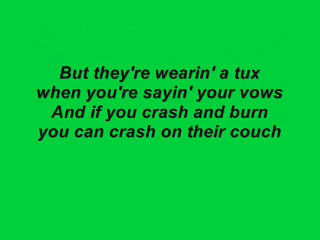 But they're wearin' a tux
when you're sayin' your vows
And if you crash and burn
you can crash on their couch